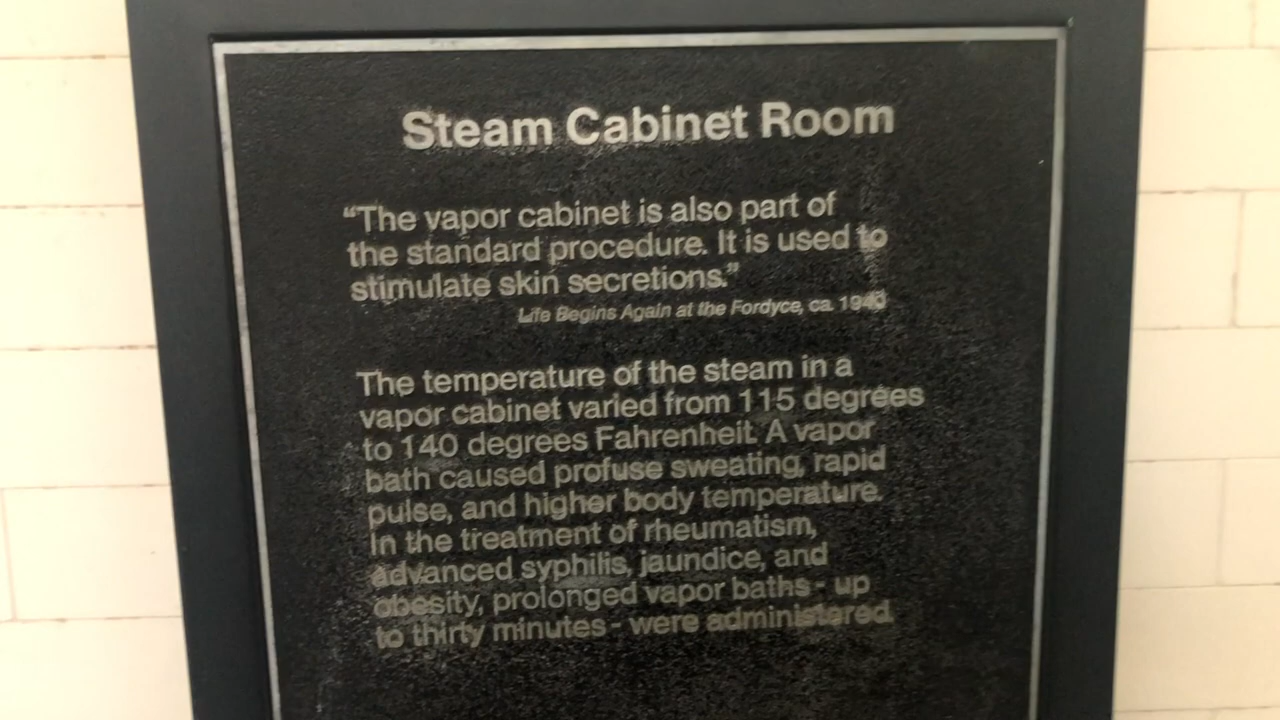 Steam Cabinet Room
“The vapor cabinet is also part of
the standard procedure. It is used to
stimulate skin secretions.”
Life Begins Again at the Fordyce, ca.
The temperature of the steam in a
vapor cabinet varied from 115 degrees
to 140 degrees Fahrenheit. A vapor
bath caused profuse sweating, rapid
pulse, and higher body temperature.
In the treatment of rheumatism,
advanced syphilis, jaundice, and
obesity, prolonged vapor baths - up
to thirty minutes - were administered.